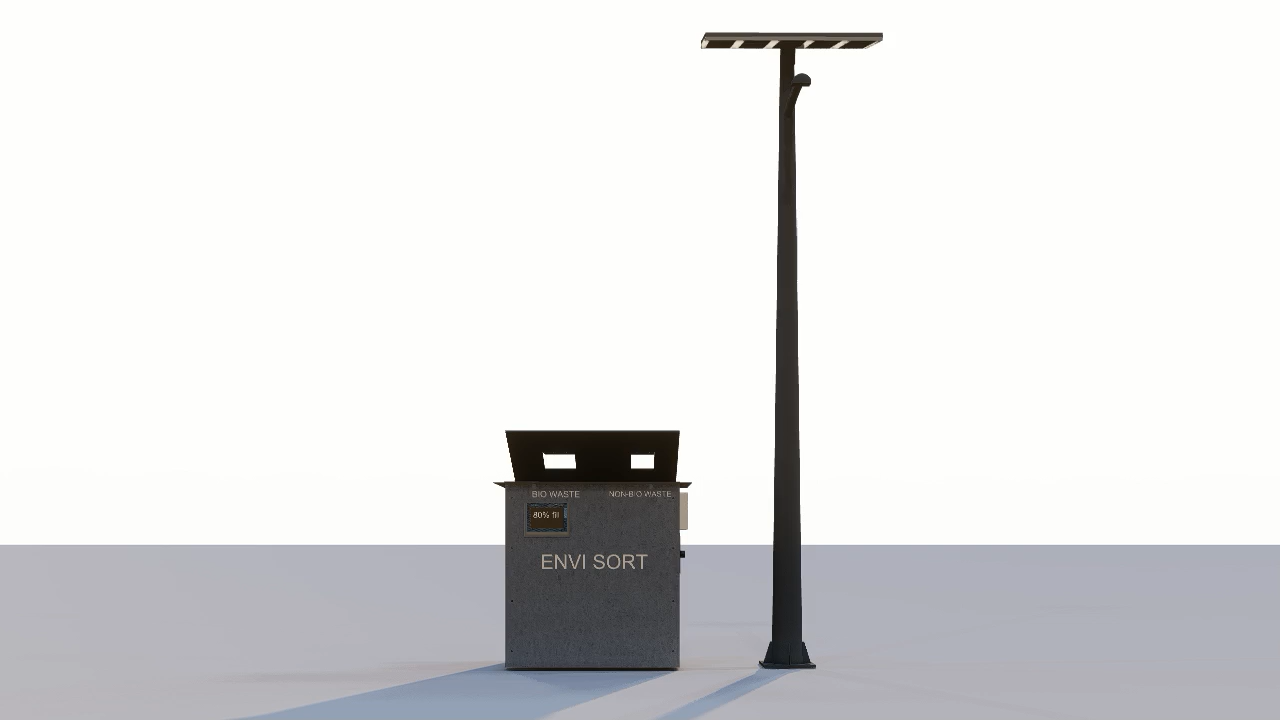 BIO WASTE
NON-BIO WASTE
80% fill
ENVI SORT